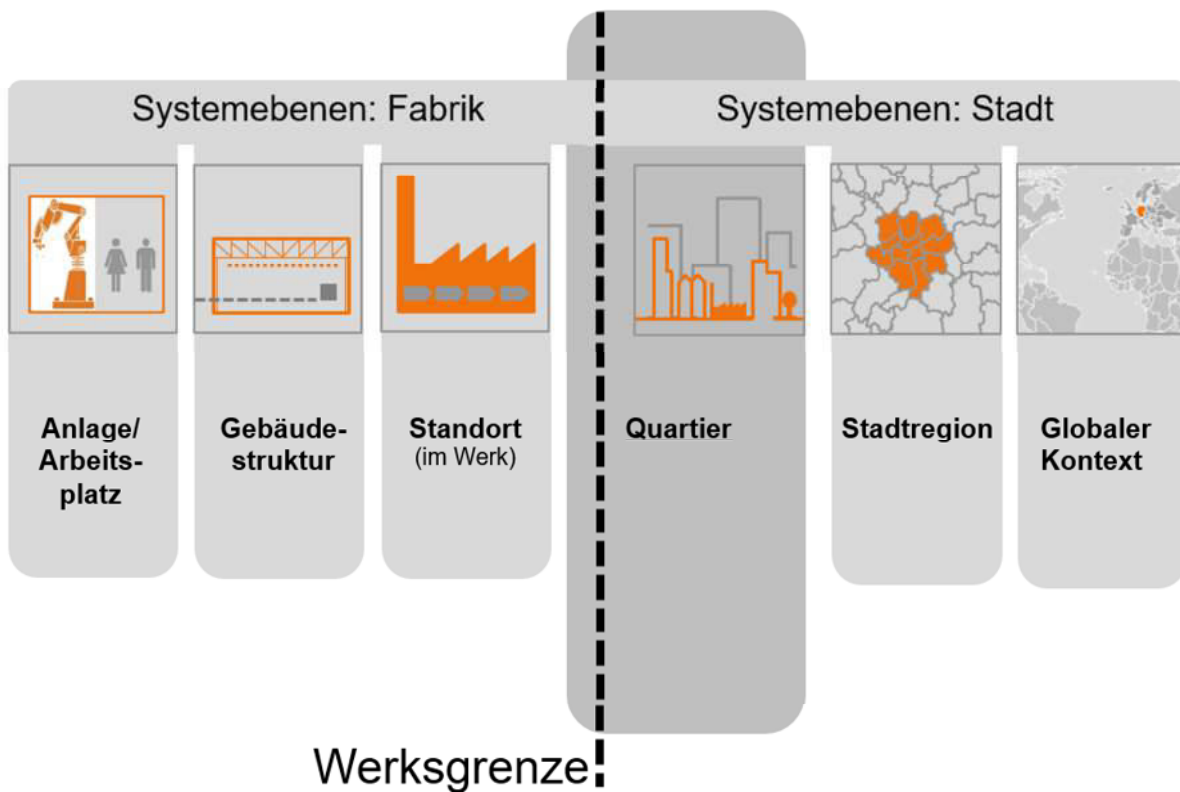 Systemebenen: Fabrik
Systemebenen: Stadt
Anlage/
Arbeits-
platz
Gebäude-
struktur
Standort
(im Werk)
Quartier
Stadtregion
Globaler
Kontext
Werksgrenze